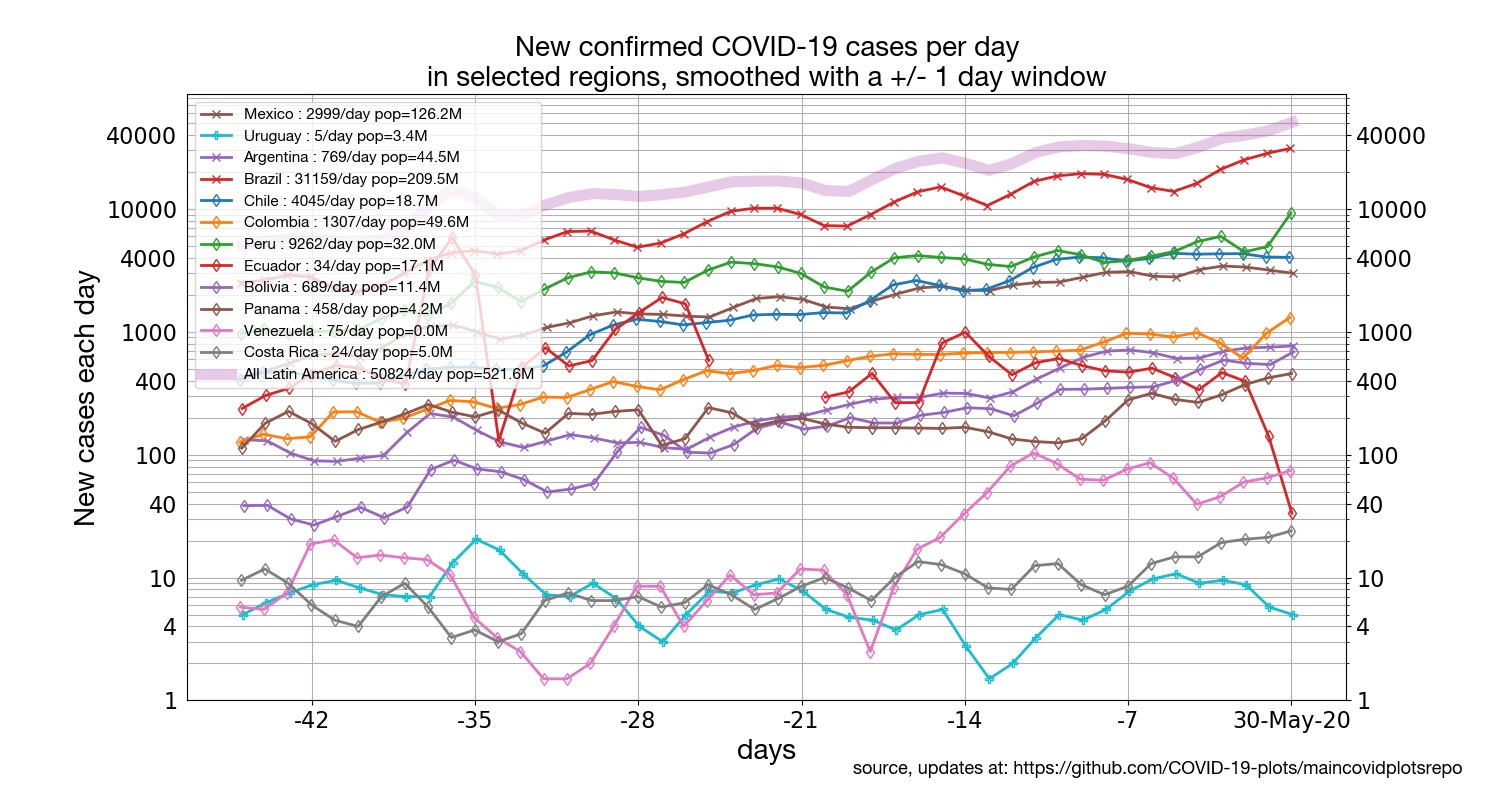 New confirmed COVID-19 cases per day
in selected regions, smoothed with a +/- 1 day window
Mexico : 2999/day pop=126.2M
Uruguay : 5/day pop=3.4M
Argentina : 769/day pop=44.5M
Brazil : 31159/day pop=209.5M
Chile : 4045/day pop=18.7M
Colombia : 1307/day pop=49.6M
Peru : 9262/day pop=32.0M
Ecuador : 34/day pop=17.1M
Bolivia : 689/day pop=11.4M
Panama : 458/day pop=4.2M
Venezuela : 75/day pop=0.0M
Costa Rica : 24/day pop=5.0M
All Latin America : 50824/day pop=521.6M
New cases each day
40000
10000
4000
1000
400
100
40
10
4
1
40000
10000
4000
1000
400
100
40
10
4
1
-42 -35 -28 -21 -14 -7 30-May-20
days
source, updates at: https://github.com/COVID-19-plots/maincovidplotsrepo